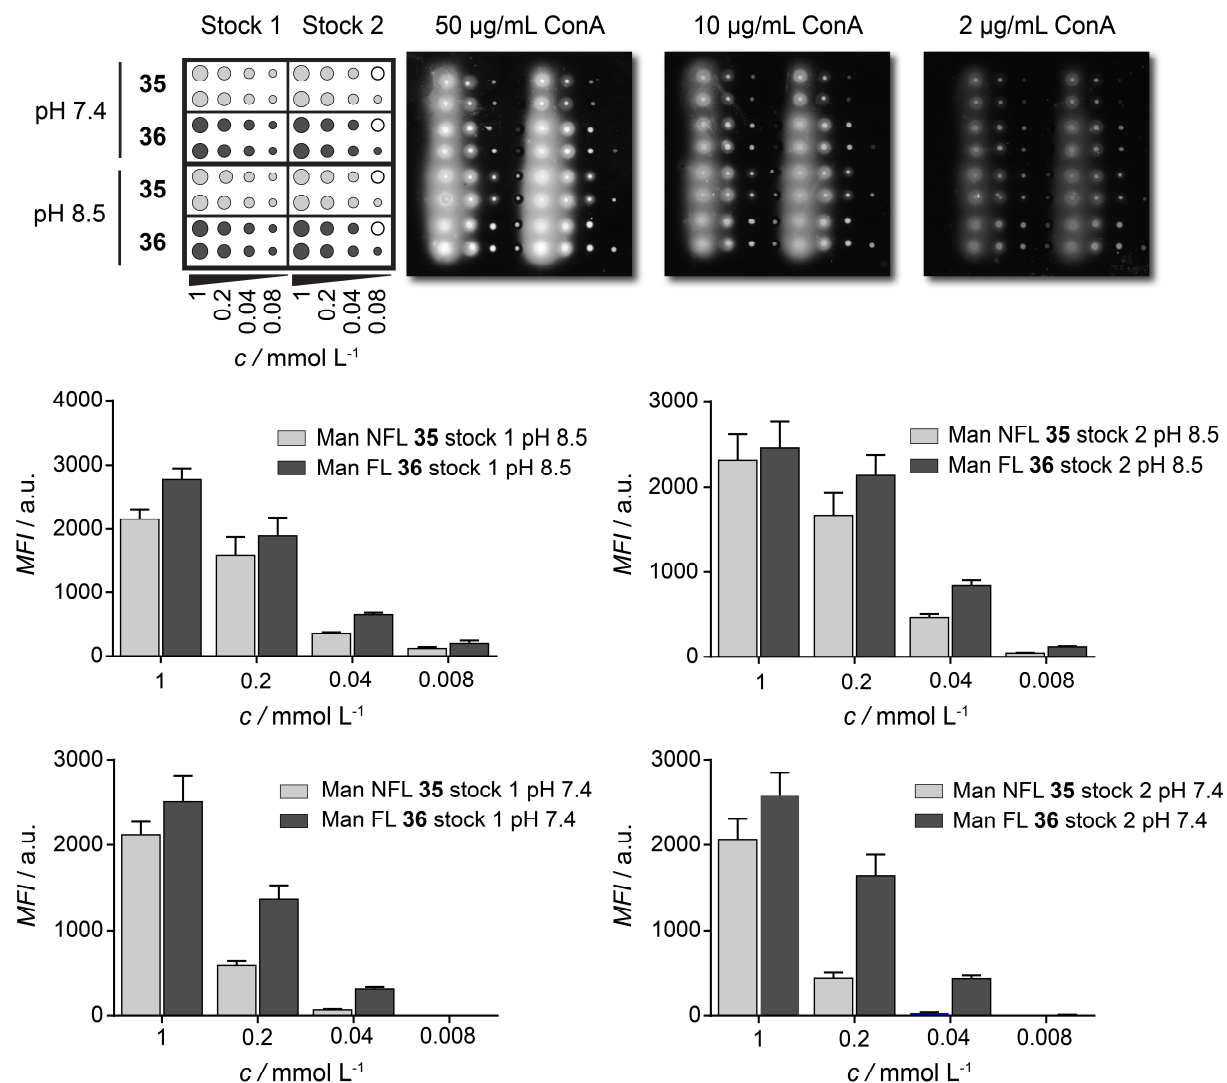 Stock 1 Stock 2 50 µg/mL ConA 10 µg/mL ConA 2 µg/mL ConA
pH 7.4
35
36
pH 8.5
35
36
1 0.2 0.04 0.08 1 0.2 0.04 0.08
c / mmol L-1
4000
3000
2000
1000
0
MFI / a.u.
Man NFL 35 stock 1 pH 8.5
Man FL 36 stock 1 pH 8.5
1 0.2 0.04 0.008
c / mmol L-1
3000
2000
1000
0
MFI / a.u.
Man NFL 35 stock 2 pH 8.5
Man FL 36 stock 2 pH 8.5
1 0.2 0.04 0.008
c / mmol L-1
3000
2000
1000
0
MFI / a.u.
Man NFL 35 stock 1 pH 7.4
Man FL 36 stock 1 pH 7.4
1 0.2 0.04 0.008
c / mmol L-1
3000
2000
1000
0
MFI / a.u.
Man NFL 35 stock 2 pH 7.4
Man FL 36 stock 2 pH 7.4
1 0.2 0.04 0.008
c / mmol L-1